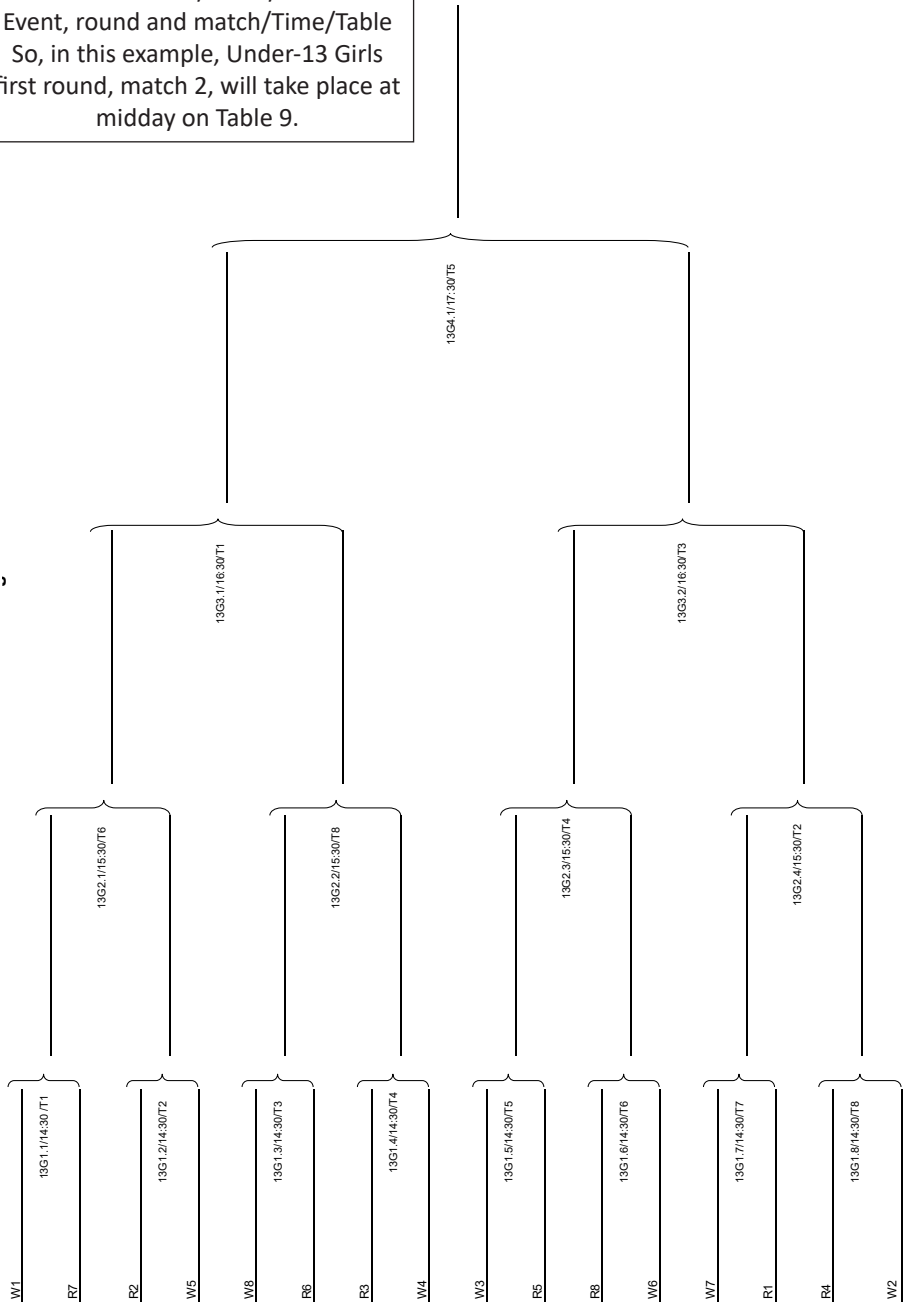 Event, round and match/Time/Table
So, in this example, Under-13 Girls
first round, match 2, will take place at
midday on Table 9.
13G4.1/17:30/T5
13G3.1/16:30/T1
13G3.2/16:30/T3
13G2.1/15:30/T6
13G2.2/15:30/T8
13G2.3/15:30/T4
13G2.4/15:30/T2
13G1.1/14:30 /T1
13G1.2/14:30/T2
13G1.3/14:30/T3
13G1.4/14:30/T4
13G1.5/14:30/T5
13G1.6/14:30/T6
13G1.7/14:30/T7
13G1.8/14:30/T8
W1
R7
R2
W5
W8
R6
R3
W4
W3
R5
R8
W6
W7
R1
R4
W2